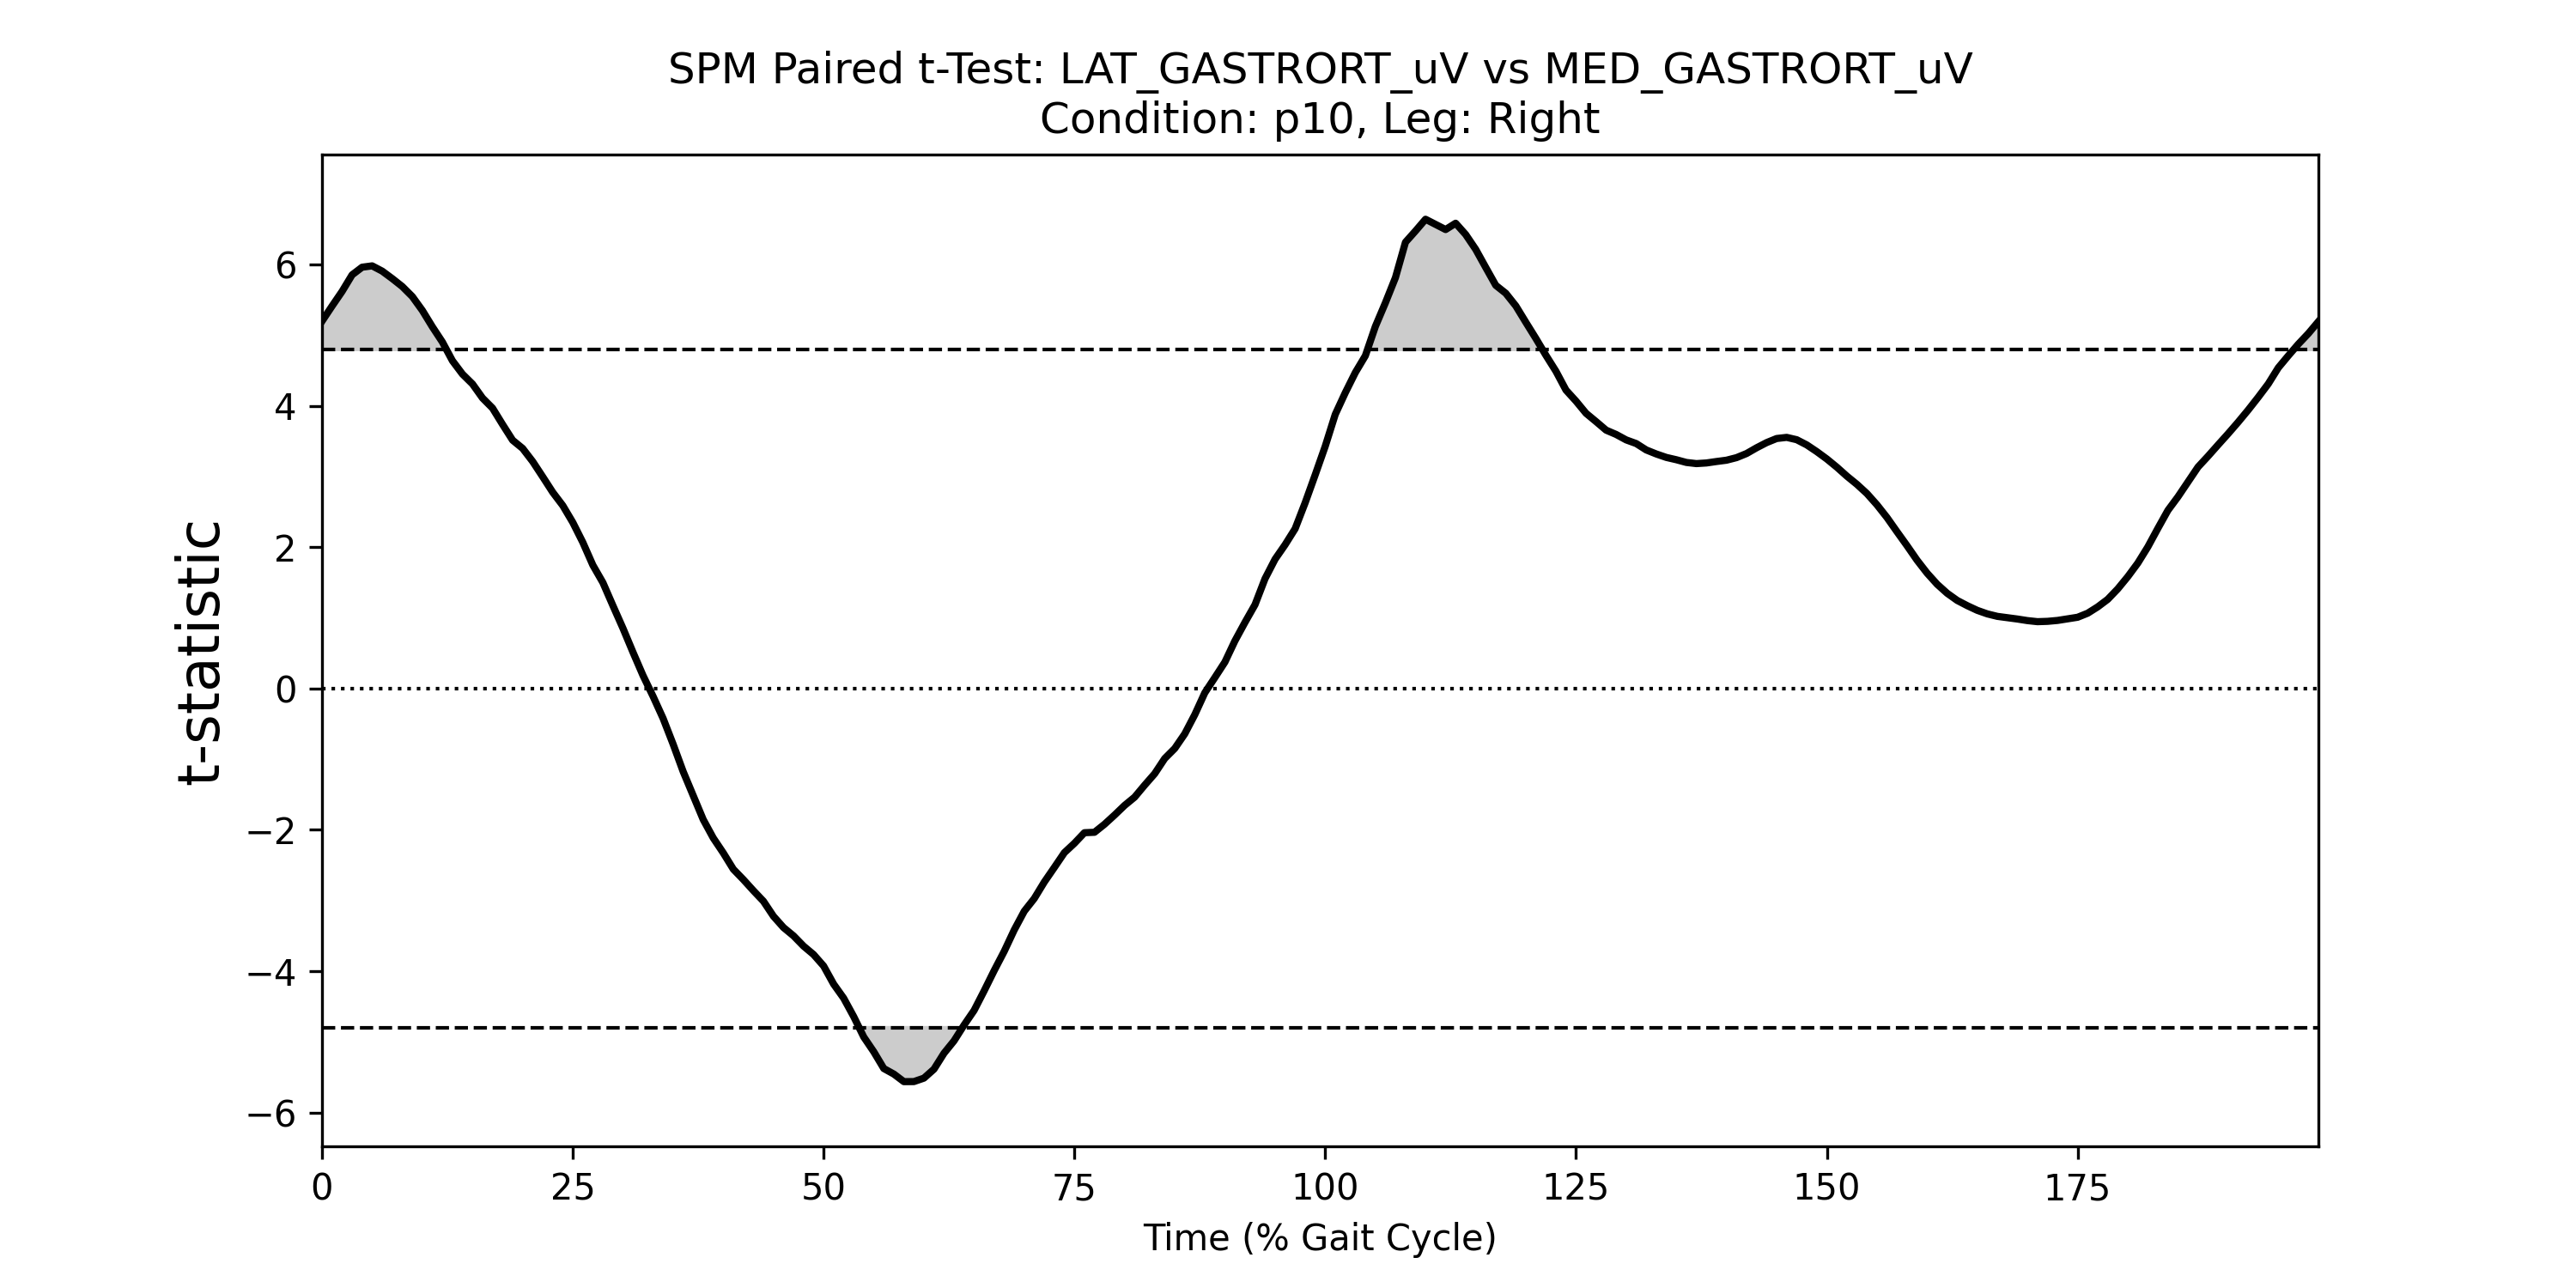 SPM Paired t-Test: LAT_GASTRORT_uV vs MED_GASTRORT_uV
Condition: p10, Leg: Right
t-statistic
6
4
2
0
−2
−4
−6
0 25 50 75 100 125 150 175
Time (% Gait Cycle)